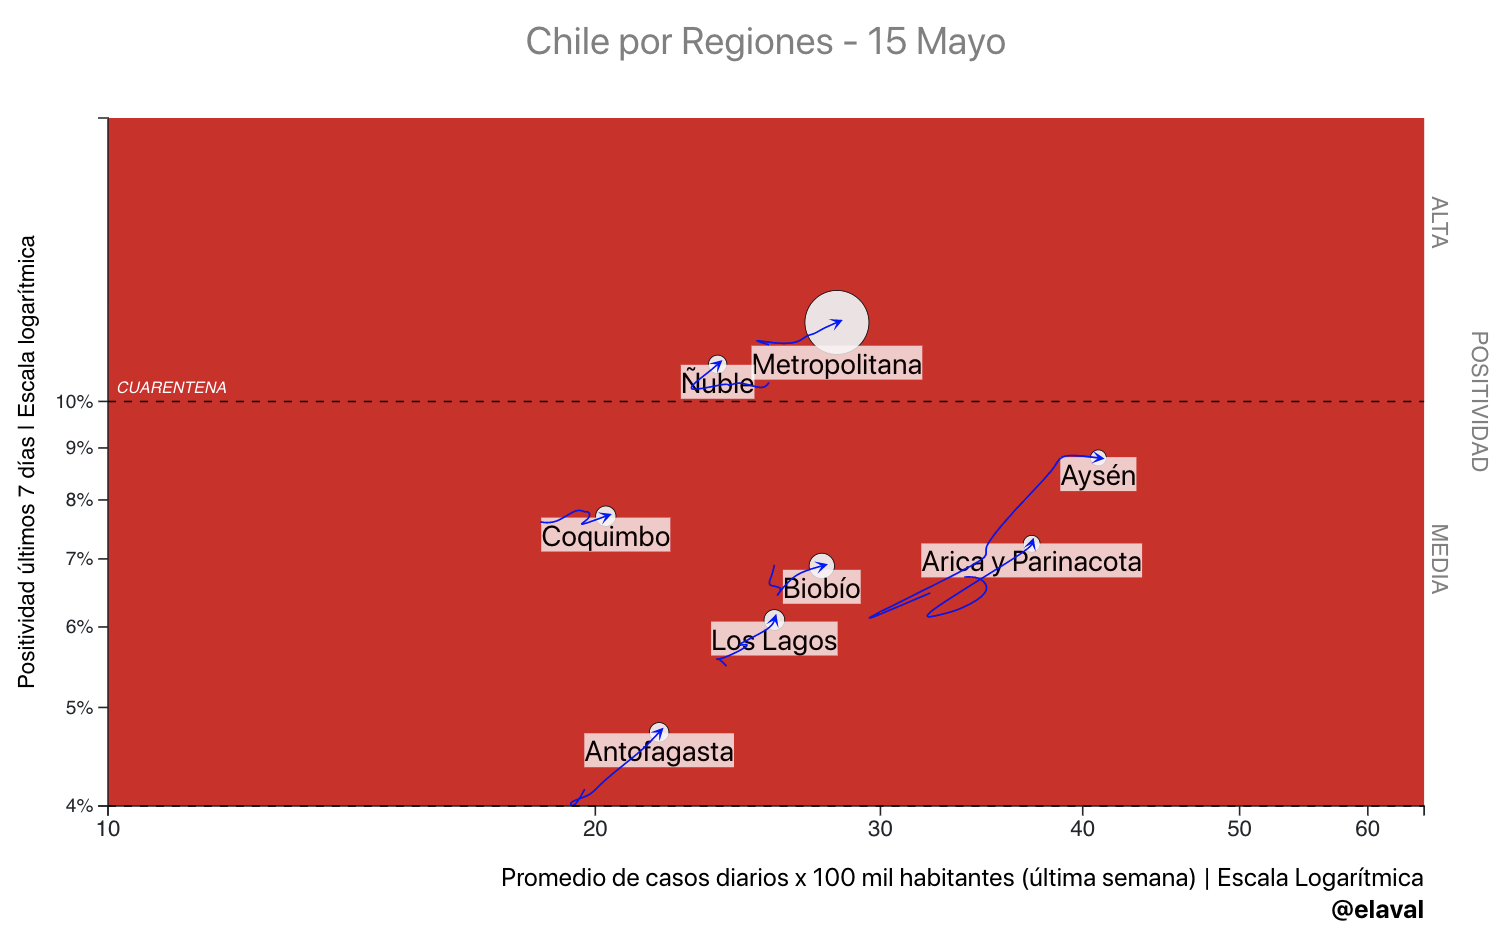 Chile por Regiones - 15 Mayo
ALTA
POSITIVIDAD
MEDIA
Positividad últimos 7 días | Escala logarítmica
CUARENTENA
10%
9%
8%
7%
6%
5%
4%
Metropolitana
Ñuble
Aysén
Coquimbo
Arica y Parinacota
Biobío
Los Lagos
Antofagasta
10
20
30
40
50
60
Promedio de casos diarios x 100 mil habitantes (última semana) | Escala Logarítmica
@elaval